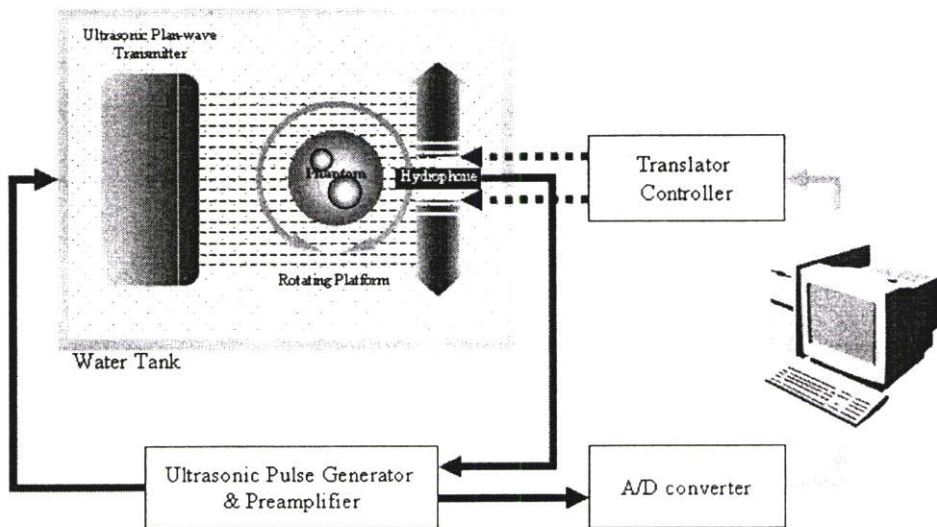 Ultrasonic Plan-wave
Transmitter
Phantom
Hydrophone
Rotating Platform
Water Tank
Translator
Controller
Ultrasonic Pulse Generator
& Preamplifier
A/D converter